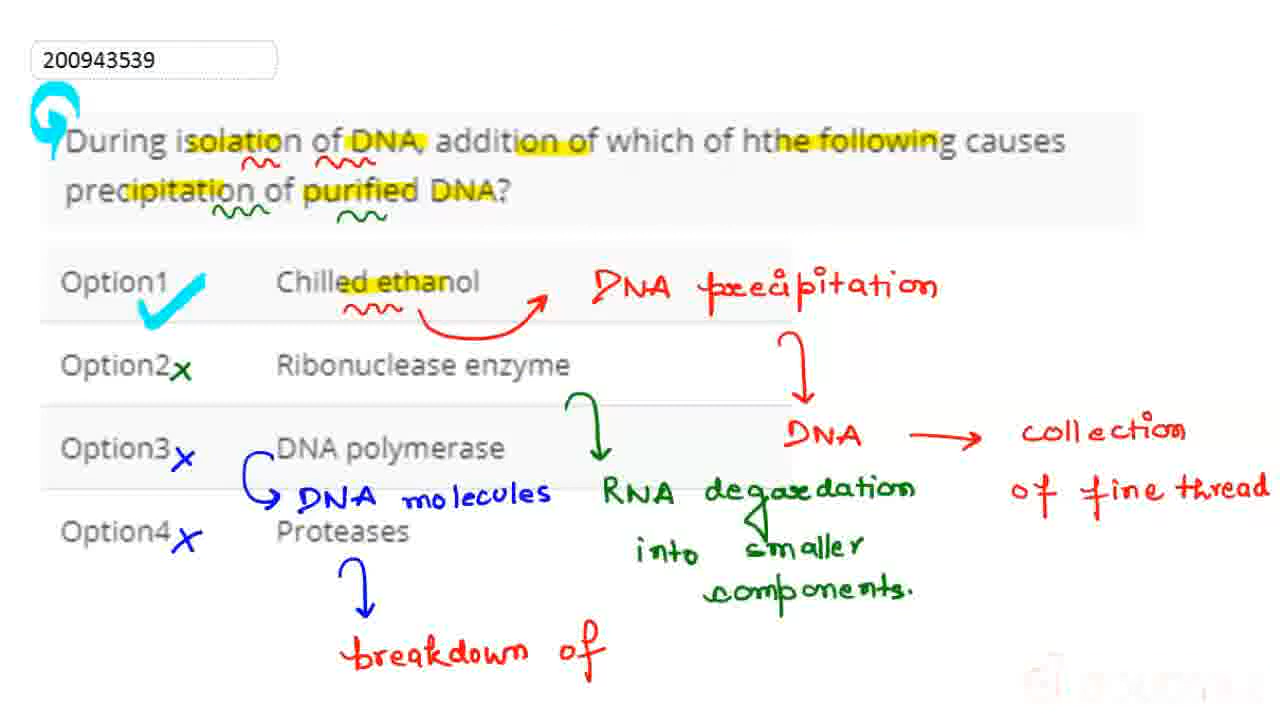 200943539
During isolation of DNA, addition of which of hthe following causes
precipitation of purified DNA?
Option1 Chilled ethanol DNA precipitation
Option2 x Ribonuclease enzyme
DNA → collection
Option3 x DNA polymerase
DNA molecules RNA degaredation of fine thread
Option4 x Proteases into smaller
components.
breakdown of